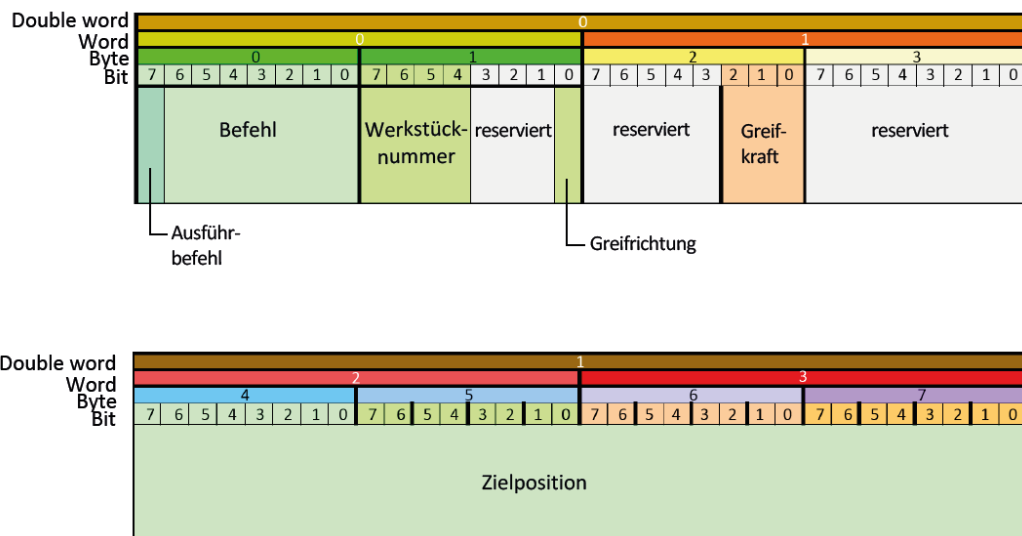 Double word 0
Word 0 1
Byte 0 1 2 3
Bit 7 6 5 4 3 2 1 0 7 6 5 4 3 2 1 0 7 6 5 4 3 2 1 0 7 6 5 4 3 2 1 0
Befehl Werkstück- reserviert reserviert Greif- reserviert
nummer kraft
Ausführ- Greifrichtung
befehl
Double word 1
Word 2 3
Byte 4 5 6 7
Bit 7 6 5 4 3 2 1 0 7 6 5 4 3 2 1 0 7 6 5 4 3 2 1 0 7 6 5 4 3 2 1 0
Zielposition